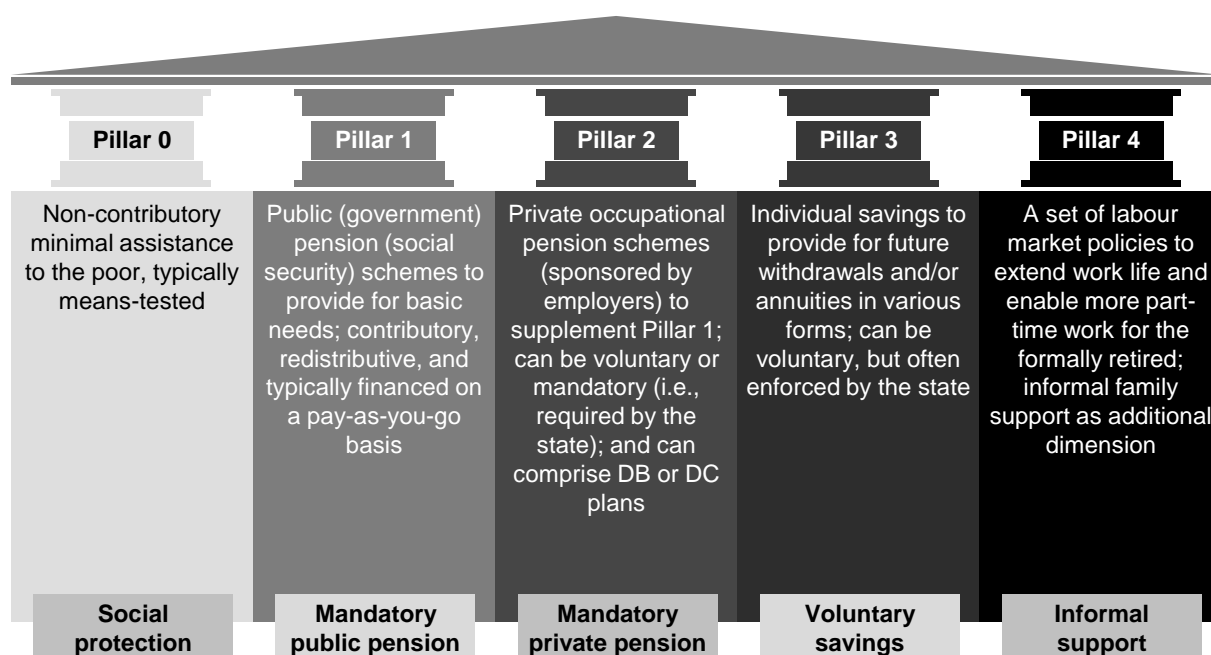 Pillar 0
Non-contributory
minimal assistance
to the poor, typically
means-tested
Social
protection
Pillar 1
Public (government)
pension (social
security) schemes to
provide for basic
needs; contributory,
redistributive, and
typically financed on
a pay-as-you-go
basis
Mandatory
public pension
Pillar 2
Private occupational
pension schemes
(sponsored by
employers) to
supplement Pillar 1;
can be voluntary or
mandatory (i.e.,
required by the
state); and can
comprise DB or DC
plans
Mandatory
private pension
Pillar 3
Individual savings to
provide for future
withdrawals and/or
annuities in various
forms; can be
voluntary, but often
enforced by the state
Voluntary
savings
Pillar 4
A set of labour
market policies to
extend work life and
enable more part-
time work for the
formally retired;
informal family
support as additional
dimension
Informal
support